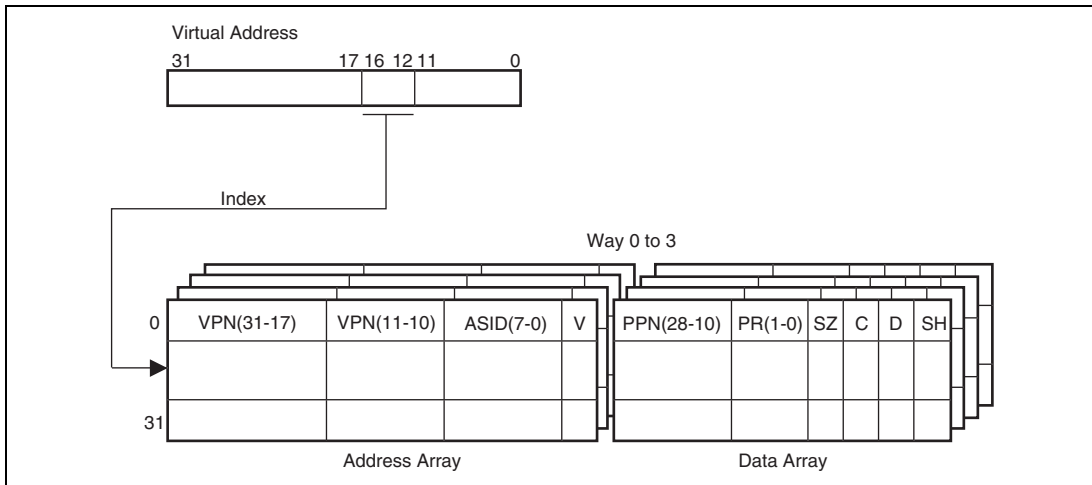 Virtual Address
31 17 16 12 11 0
Index
Way 0 to 3
0 VPN(31-17) VPN(11-10) ASID(7-0) V PPN(28-10) PR(1-0) SZ C D SH
31
Address Array Data Array